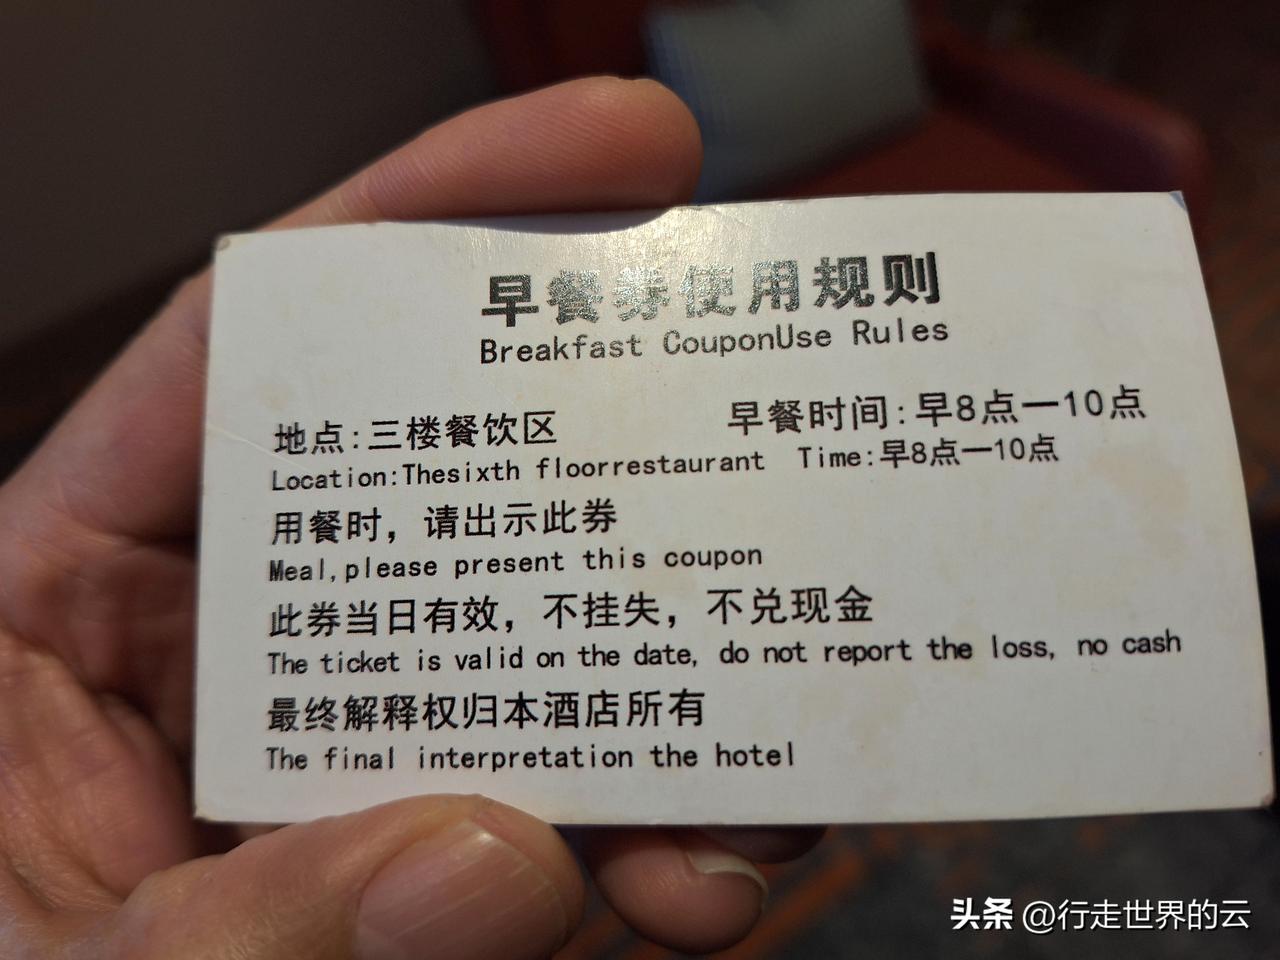 早餐券使用规则
Breakfast CouponUse Rules
地点:三楼餐饮区 早餐时间:早8点一10点
Location:Thesixth floorrestaurant Time:早8点一10点
用餐时，请出示此券
Meal,please present this coupon
此券当日有效，不挂失，不兑现金
The ticket is valid on the date, do not report the loss, no cash
最终解释权归本酒店所有
The final interpretation the hotel
头条 @行走世界的云